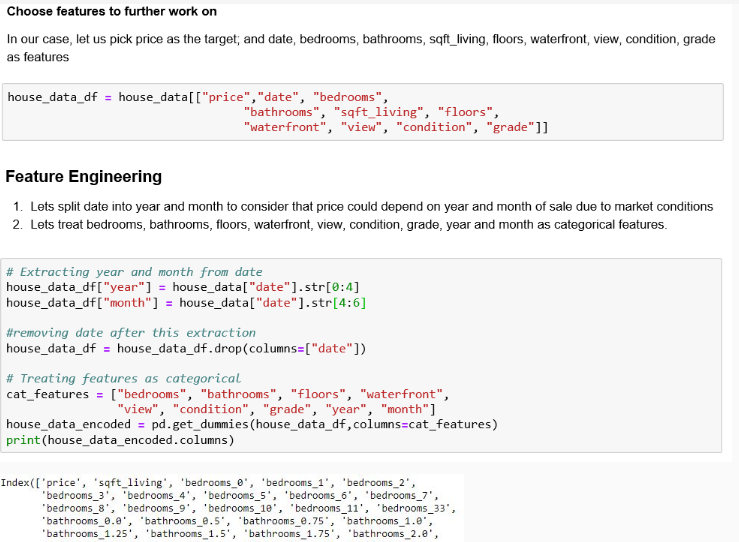 Choose features to further work on
In our case, let us pick price as the target; and date, bedrooms, bathrooms, sqft_living, floors, waterfront, view, condition, grade
as features
house_data_df = house_data[["price","date", "bedrooms",
"bathrooms", "sqft_living", "floors",
"waterfront", "view", "condition", "grade"]]
Feature Engineering
1. Lets split date into year and month to consider that price could depend on year and month of sale due to market conditions
2. Lets treat bedrooms, bathrooms, floors, waterfront, view, condition, grade, year and month as categorical features.
# Extracting year and month from date
house_data_df["year"] = house_data["date"].str[0:4]
house_data_df["month"] = house_data["date"].str[4:6]
#removing date after this extraction
house_data_df = house_data_df.drop(columns=["date"])
# Treating features as categorical
cat_features = ["bedrooms", "bathrooms", "floors", "waterfront",
"view", "condition", "grade", "year", "month"]
house_data_encoded = pd.get_dummies(house_data_df,columns=cat_features)
print(house_data_encoded.columns)
Index(['price', 'sqft_living', 'bedrooms_0', 'bedrooms_1', 'bedrooms_2',
'bedrooms_3', 'bedrooms_4', 'bedrooms_5', 'bedrooms_6', 'bedrooms_7',
'bedrooms_8', 'bedrooms_9', 'bedrooms_10', 'bedrooms_11', 'bedrooms_33',
'bathrooms_0.0', 'bathrooms_0.5', 'bathrooms_0.75', 'bathrooms_1.0',
'bathrooms_1.25', 'bathrooms_1.5', 'bathrooms_1.75', 'bathrooms_2.0',